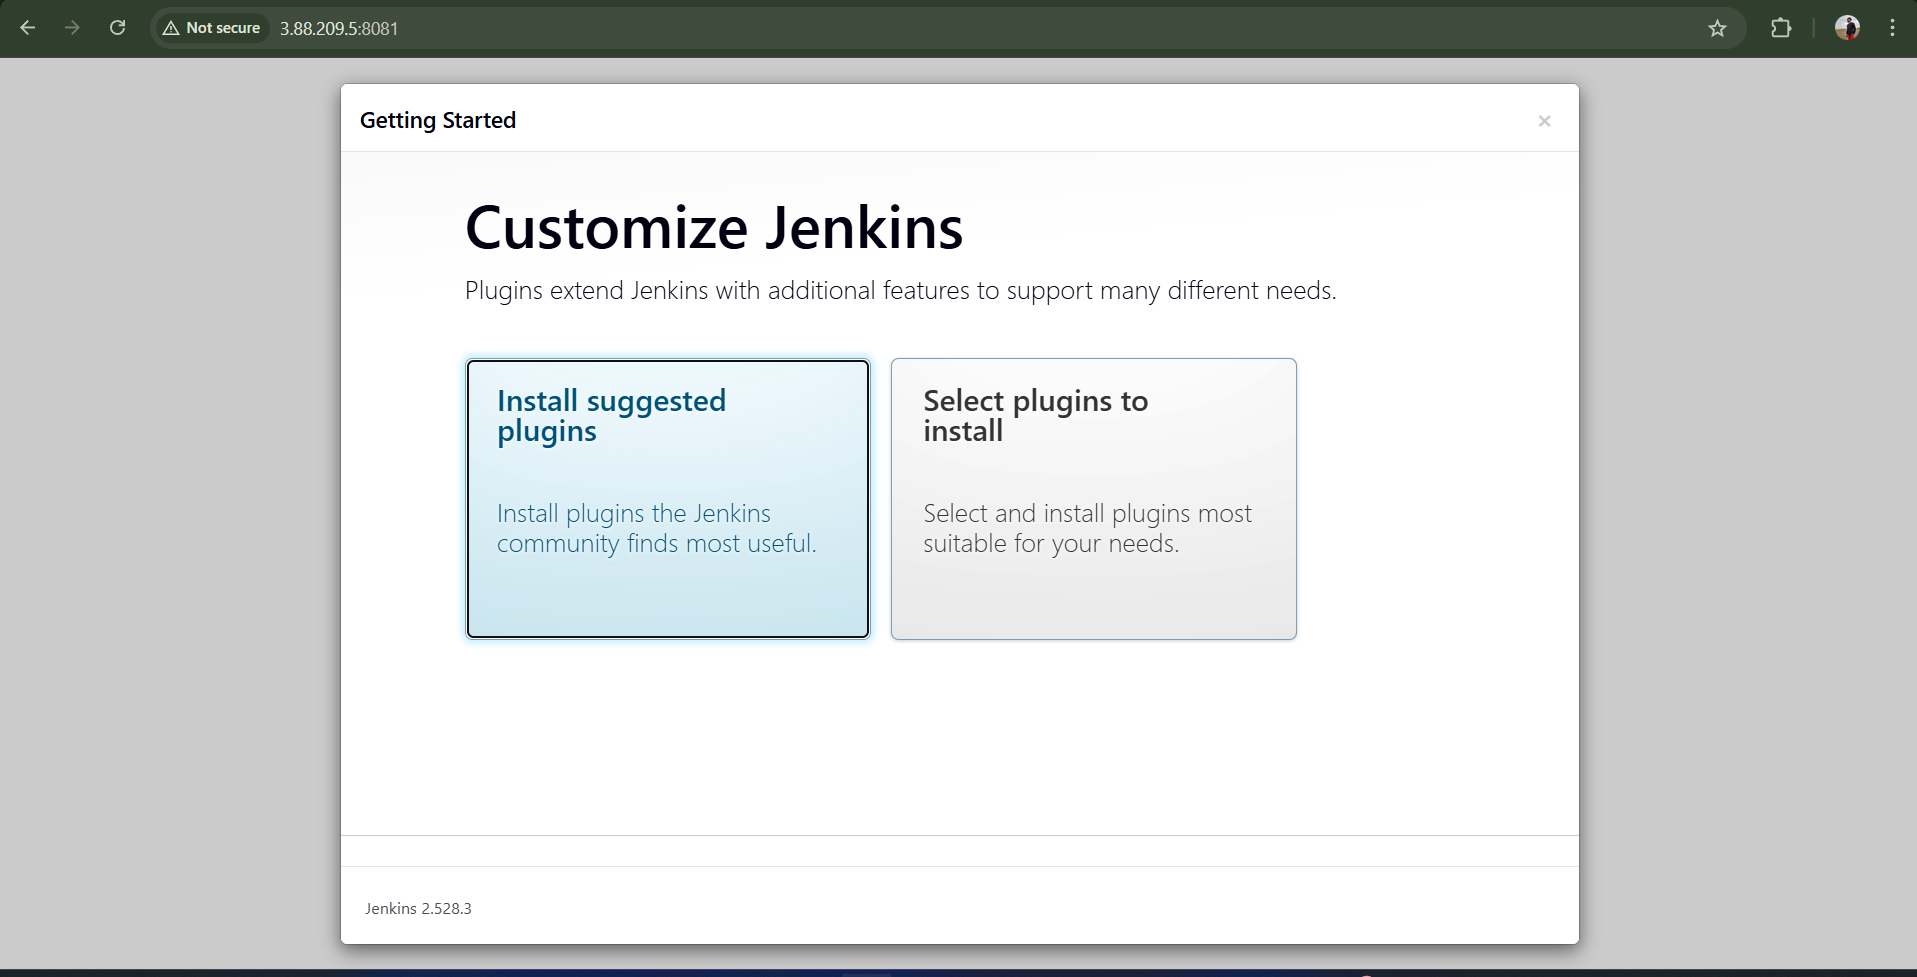 Not secure
3.88.209.5:8081
Getting Started
×
Customize Jenkins
Plugins extend Jenkins with additional features to support many different needs.
Install suggested
plugins
Install plugins the Jenkins
community finds most useful.
Select plugins to
install
Select and install plugins most
suitable for your needs.
Jenkins 2.528.3